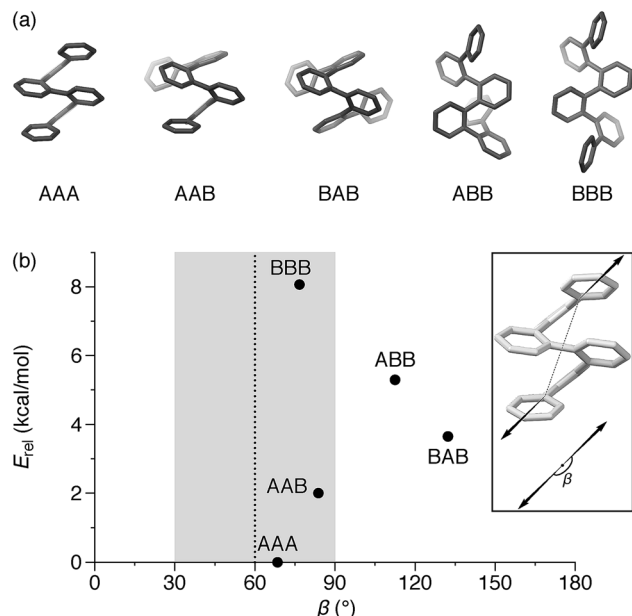 (a)
AAA AAB BAB ABB BBB
(b)
E_rel (kcal/mol)
8
6
4
2
0
BBB
ABB
BAB
AAB
AAA
β
0 30 60 90 120 150 180
β (°)